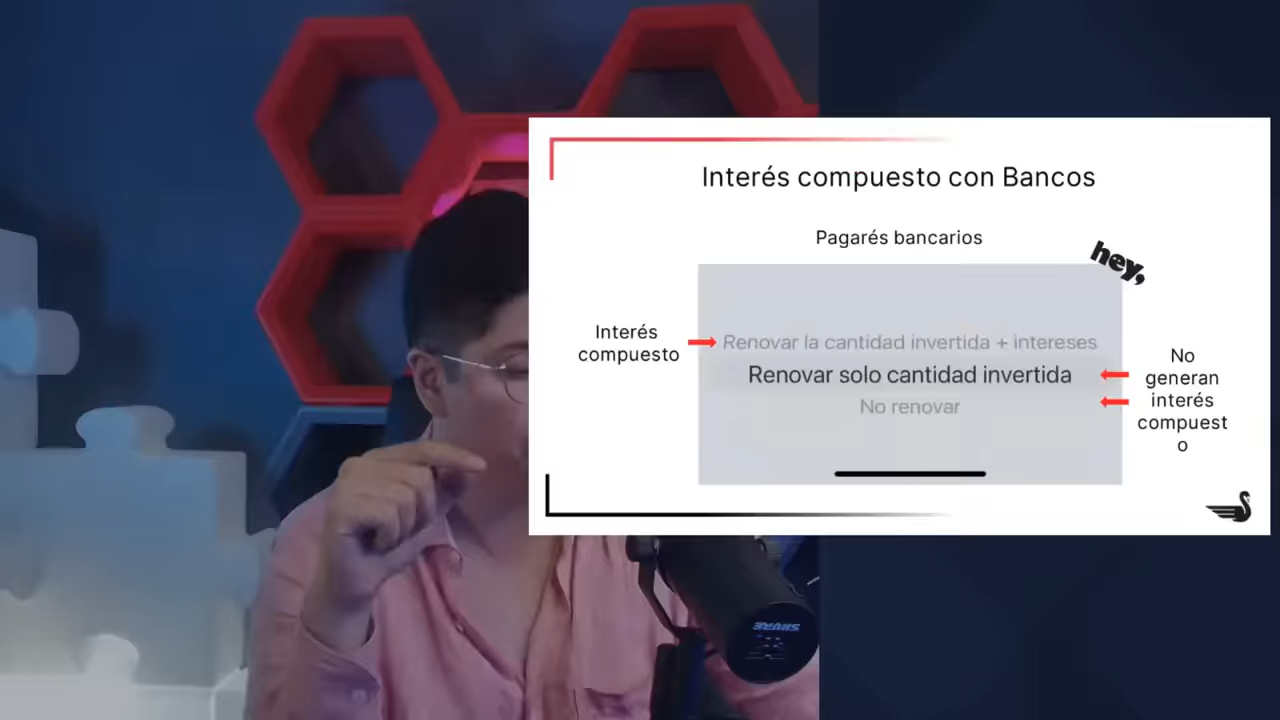 Interés compuesto con Bancos
Pagarés bancarios
hey,
Interés
compuesto
Renovar la cantidad invertida + intereses
Renovar solo cantidad invertida
No renovar
No
generan
interés
compuest
o
SHURE